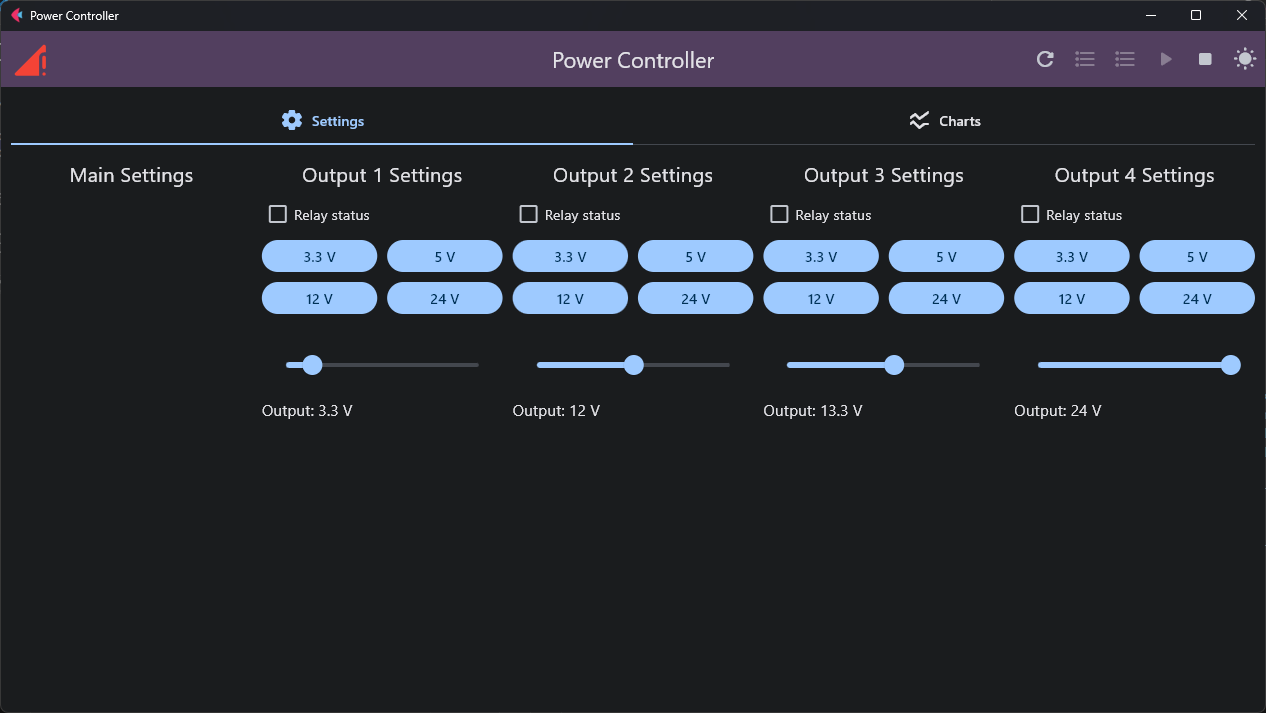 Power Controller
Power Controller
Settings
Charts
Main Settings
Output 1 Settings
Relay status
3.3 V
5 V
12 V
24 V
Output: 3.3 V
Output 2 Settings
Relay status
3.3 V
5 V
12 V
24 V
Output: 12 V
Output 3 Settings
Relay status
3.3 V
5 V
12 V
24 V
Output: 13.3 V
Output 4 Settings
Relay status
3.3 V
5 V
12 V
24 V
Output: 24 V